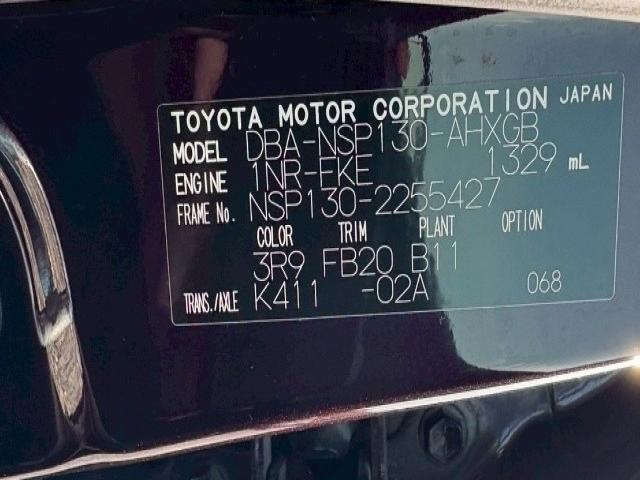 TOYOTA MOTOR CORPORATION JAPAN
MODEL DBA-NSP130-AHXGB
ENGINE 1NR-FKE 1329 mL
FRAME No. NSP130-2255427
COLOR TRIM PLANT OPTION
3R9 FB20 B11
TRANS./AXLE K411 -02A 068